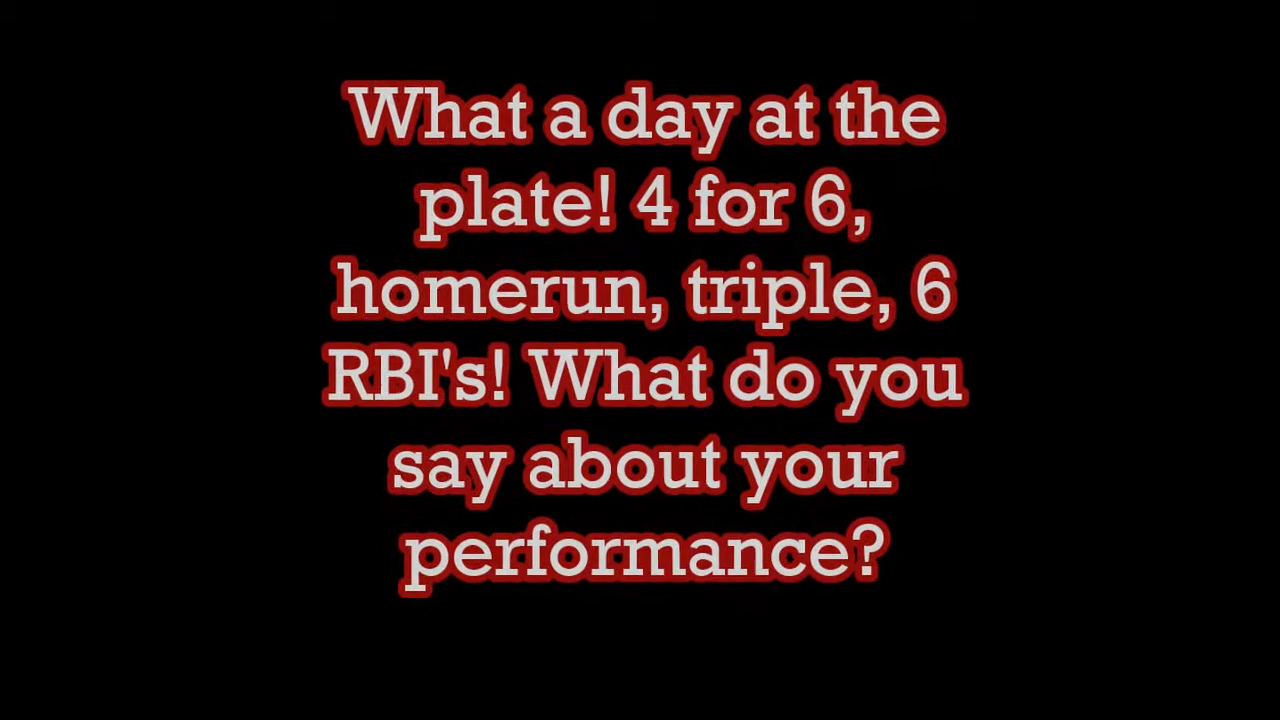 What a day at the
plate! 4 for 6,
homerun, triple, 6
RBI's! What do you
say about your
performance?